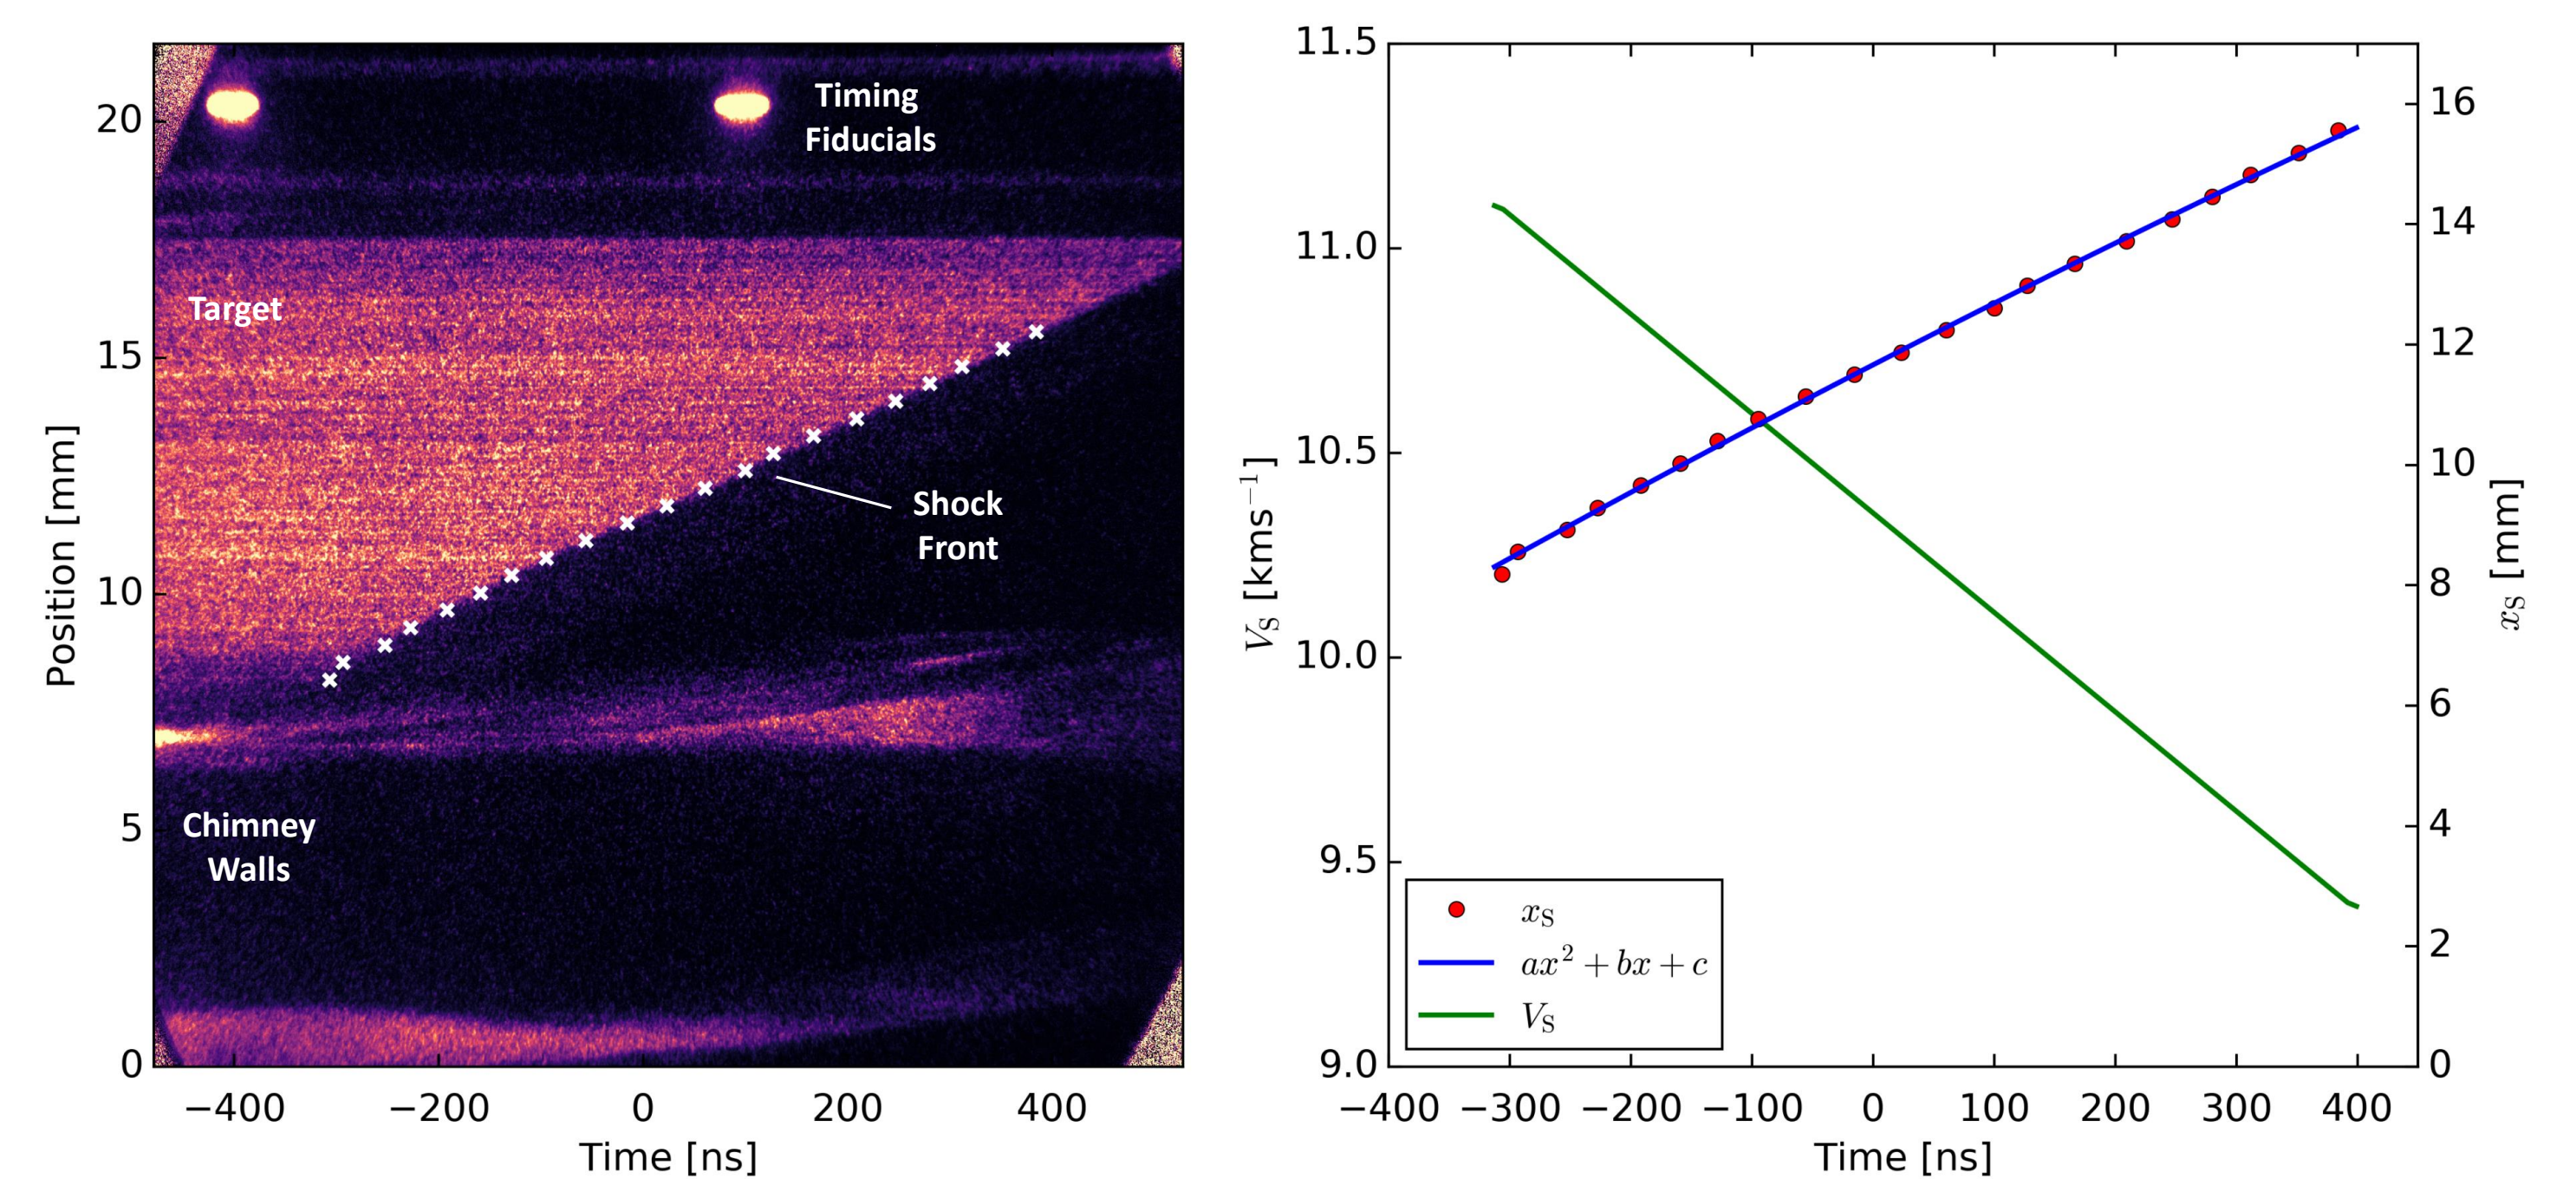 Timing
Fiducials
Target
Shock
Front
Chimney
Walls
Position [mm]
20
15
10
5
0
−400 −200 0 200 400
Time [ns]
11.5
11.0
10.5
10.0
9.5
9.0
V_S [kms⁻¹]
x_S
ax² + bx + c
V_S
16
14
12
10
8
6
4
2
0
x_S [mm]
−400 −300 −200 −100 0 100 200 300 400
Time [ns]